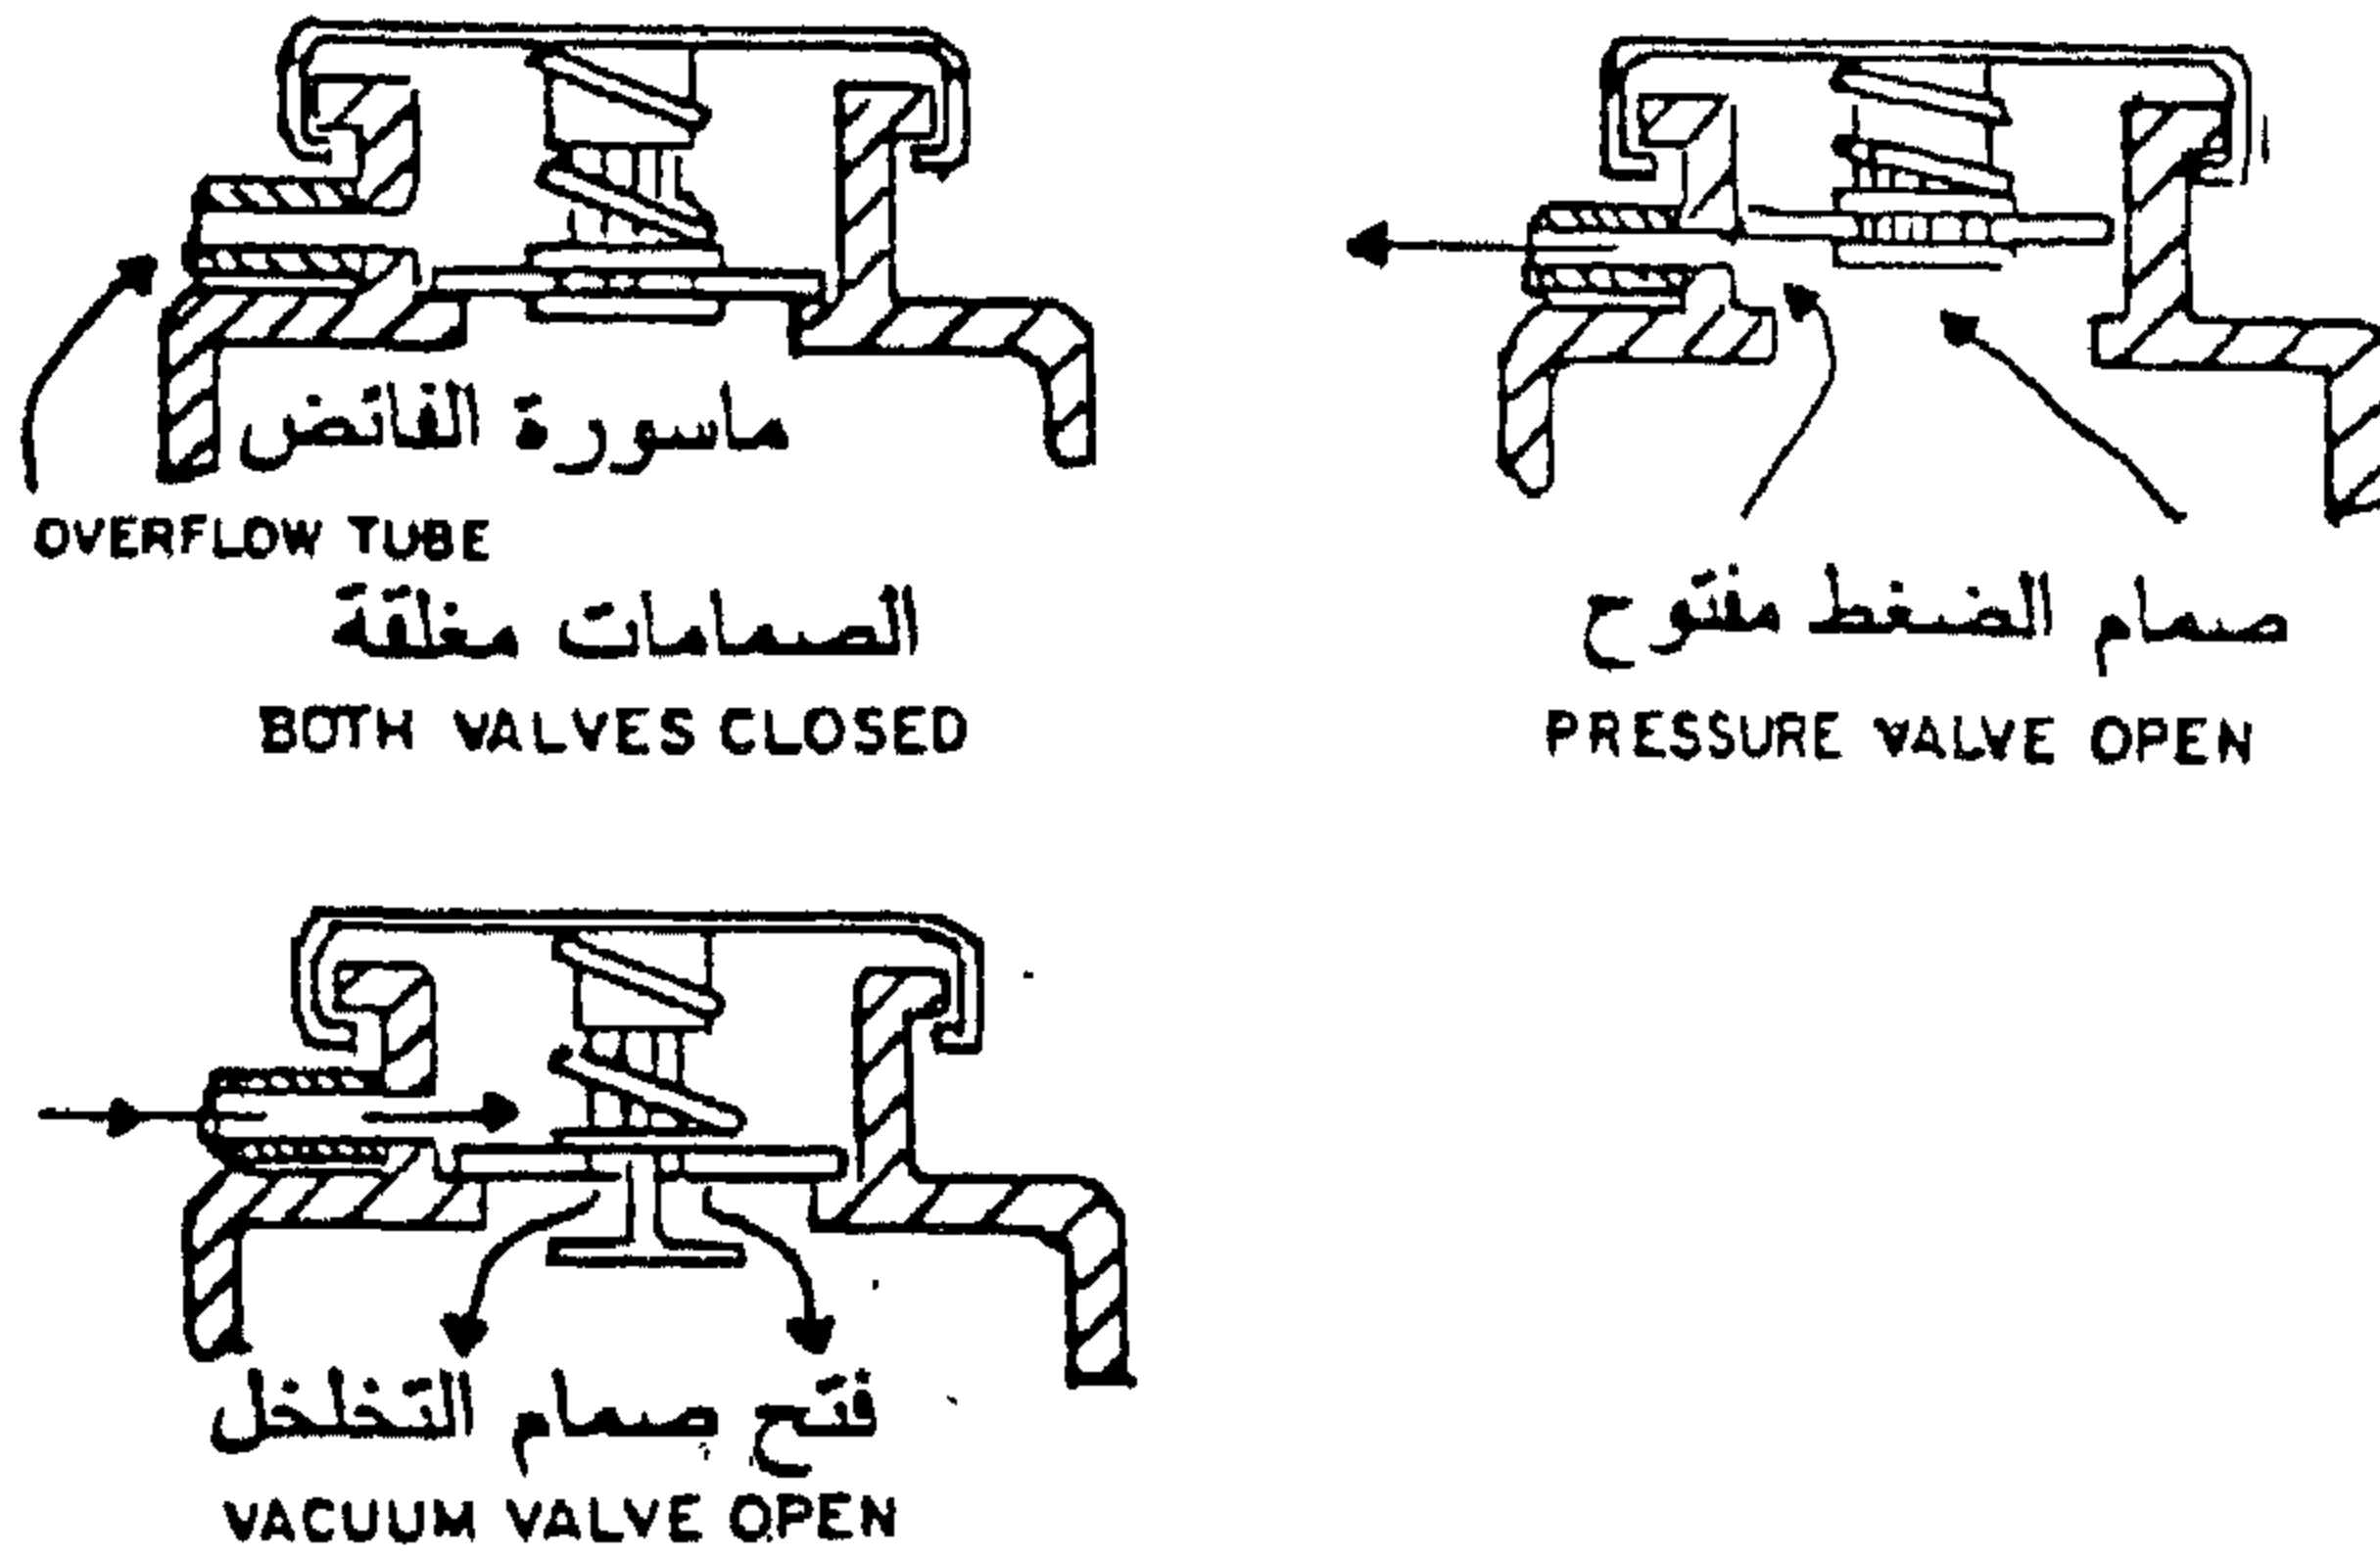 ماسورة الفائض
OVERFLOW TUBE
الصمامات مغلقة
BOTH VALVES CLOSED
صمام الضغط مفتوح
PRESSURE VALVE OPEN
فتح صمام التخلخل
VACUUM VALVE OPEN